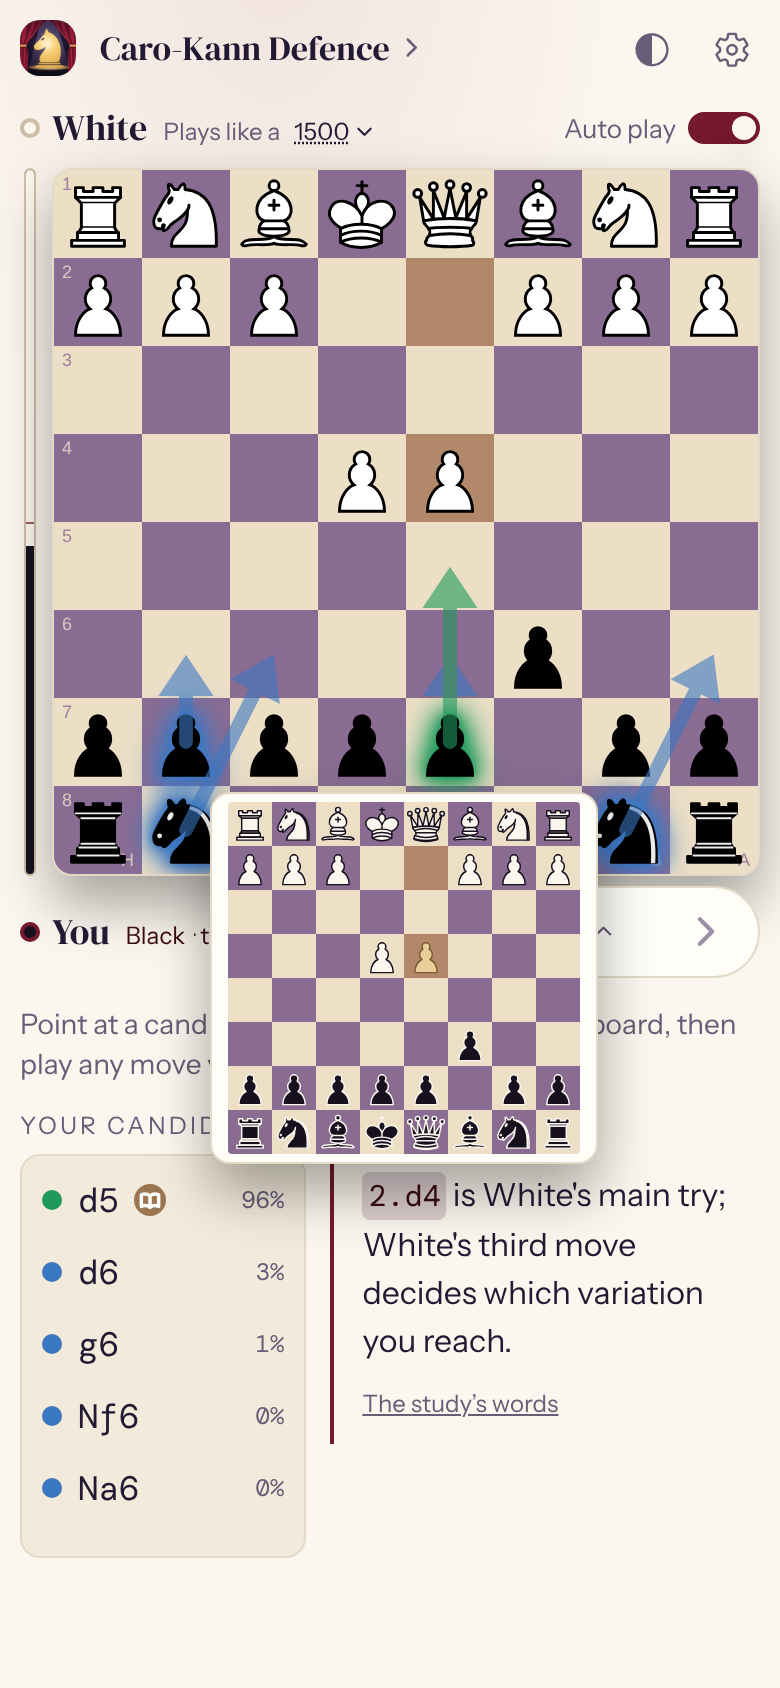 Caro-Kann Defence
White Plays like a 1500 Auto play
1
2
3
4
5
6
7
8
H
A
You Black · t
Point at a cand board, then
play any move
YOUR CANDID
d5 96%
d6 3%
g6 1%
Nf6 0%
Na6 0%
2.d4 is White's main try;
White's third move
decides which variation
you reach.
The study’s words